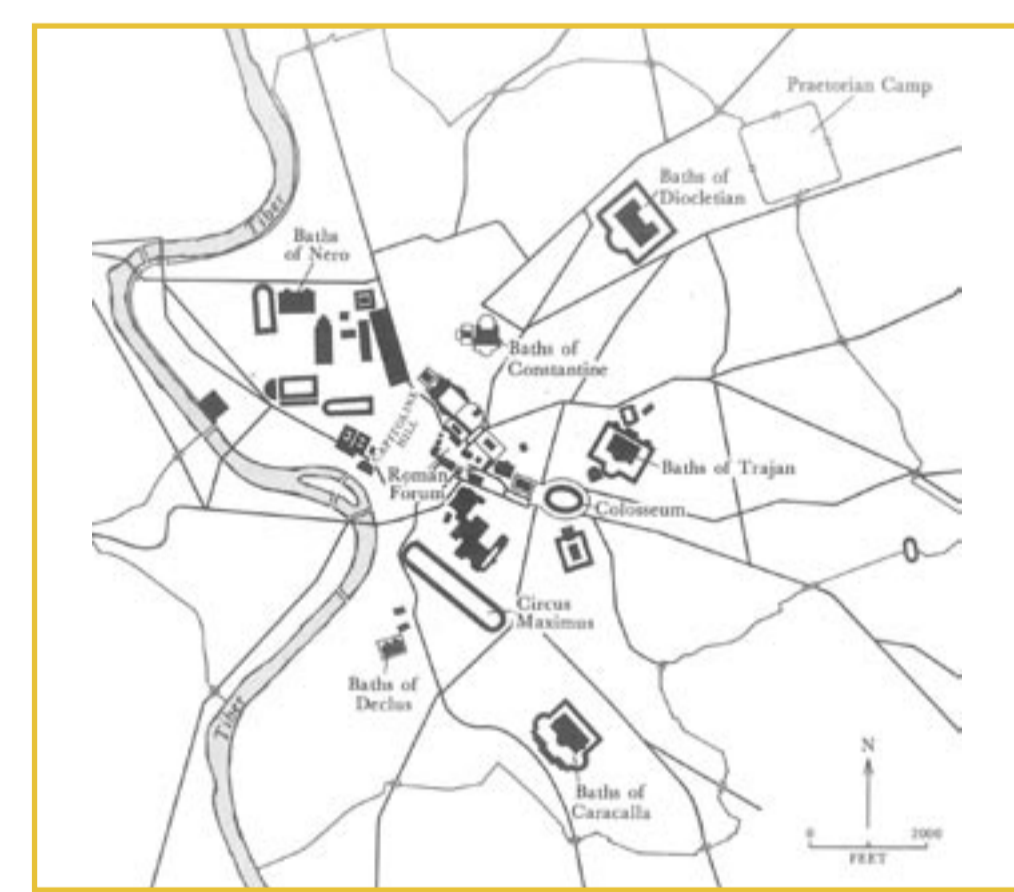 Praetorian Camp
Baths of
Diocletian
Tiber
Baths
of Nero
Baths of
Constantine
CAPITOLINE
HILL
Roman
Forum
Baths of Trajan
Colosseum
Circus
Maximus
Baths of
Declus
Tiber
Baths of
Caracalla
N
0 2000
FEET